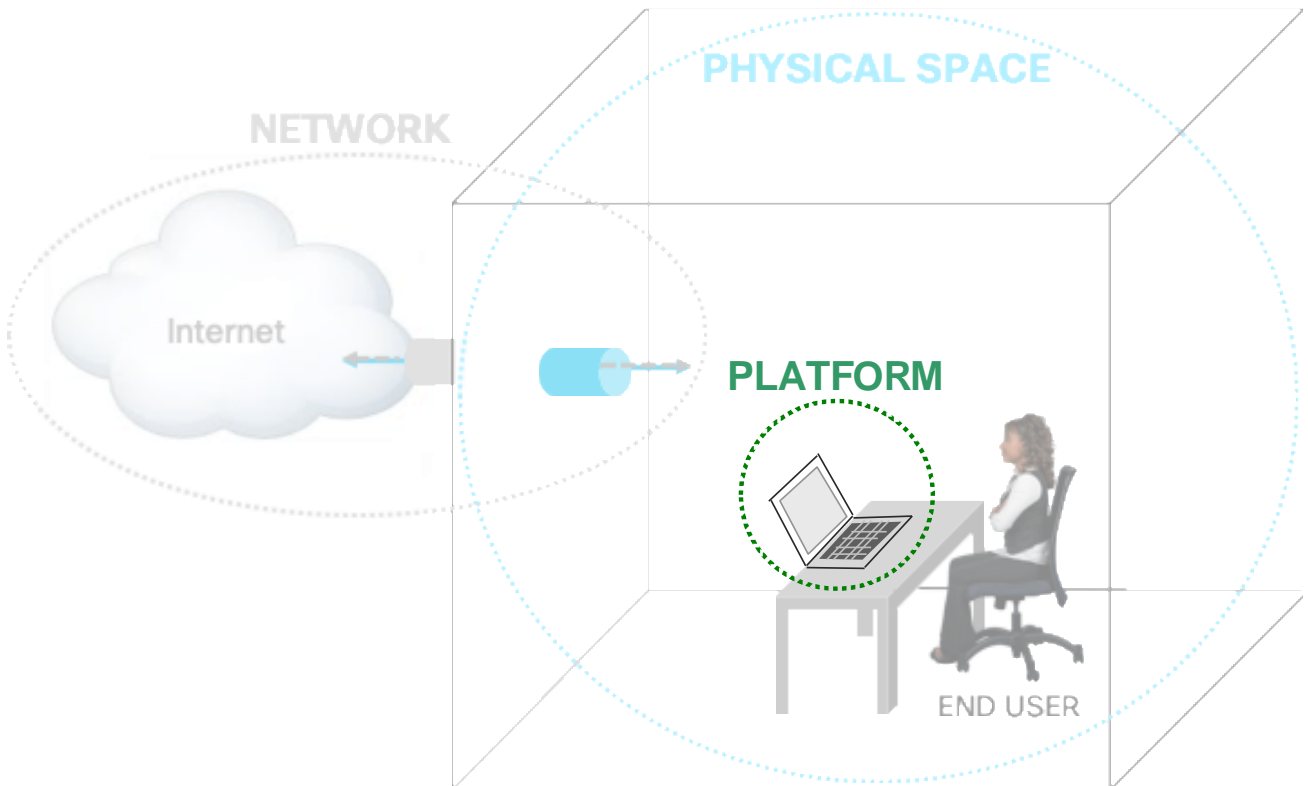 PHYSICAL SPACE
NETWORK
Internet
PLATFORM
END USER